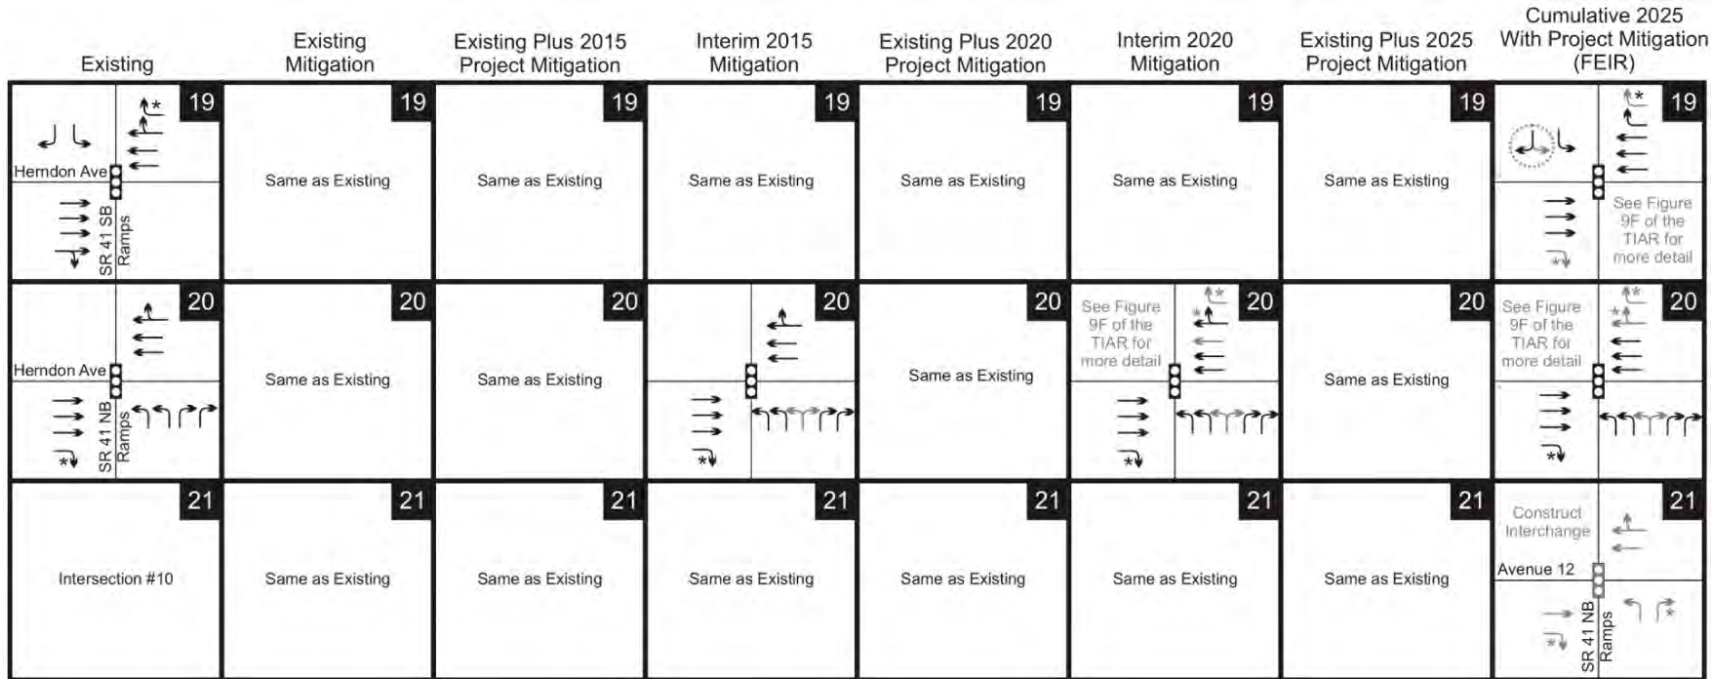 Existing
Existing
Mitigation
Existing Plus 2015
Project Mitigation
Interim 2015
Mitigation
Existing Plus 2020
Project Mitigation
Interim 2020
Mitigation
Existing Plus 2025
Project Mitigation
Cumulative 2025
With Project Mitigation
(FEIR)
19
*
Herndon Ave
SR 41 SB
Ramps
19
Same as Existing
19
Same as Existing
19
Same as Existing
19
Same as Existing
19
Same as Existing
19
Same as Existing
19
*
*
See Figure
9F of the
TIAR for
more detail
20
Herndon Ave
*
SR 41 NB
Ramps
20
Same as Existing
20
Same as Existing
20
*
20
Same as Existing
20
See Figure
9F of the
TIAR for
more detail
*
*
*
20
Same as Existing
20
See Figure
9F of the
TIAR for
more detail
*
*
*
21
Intersection #10
21
Same as Existing
21
Same as Existing
21
Same as Existing
21
Same as Existing
21
Same as Existing
21
Same as Existing
21
Construct
Interchange
Avenue 12
*
SR 41 NB
Ramps
*